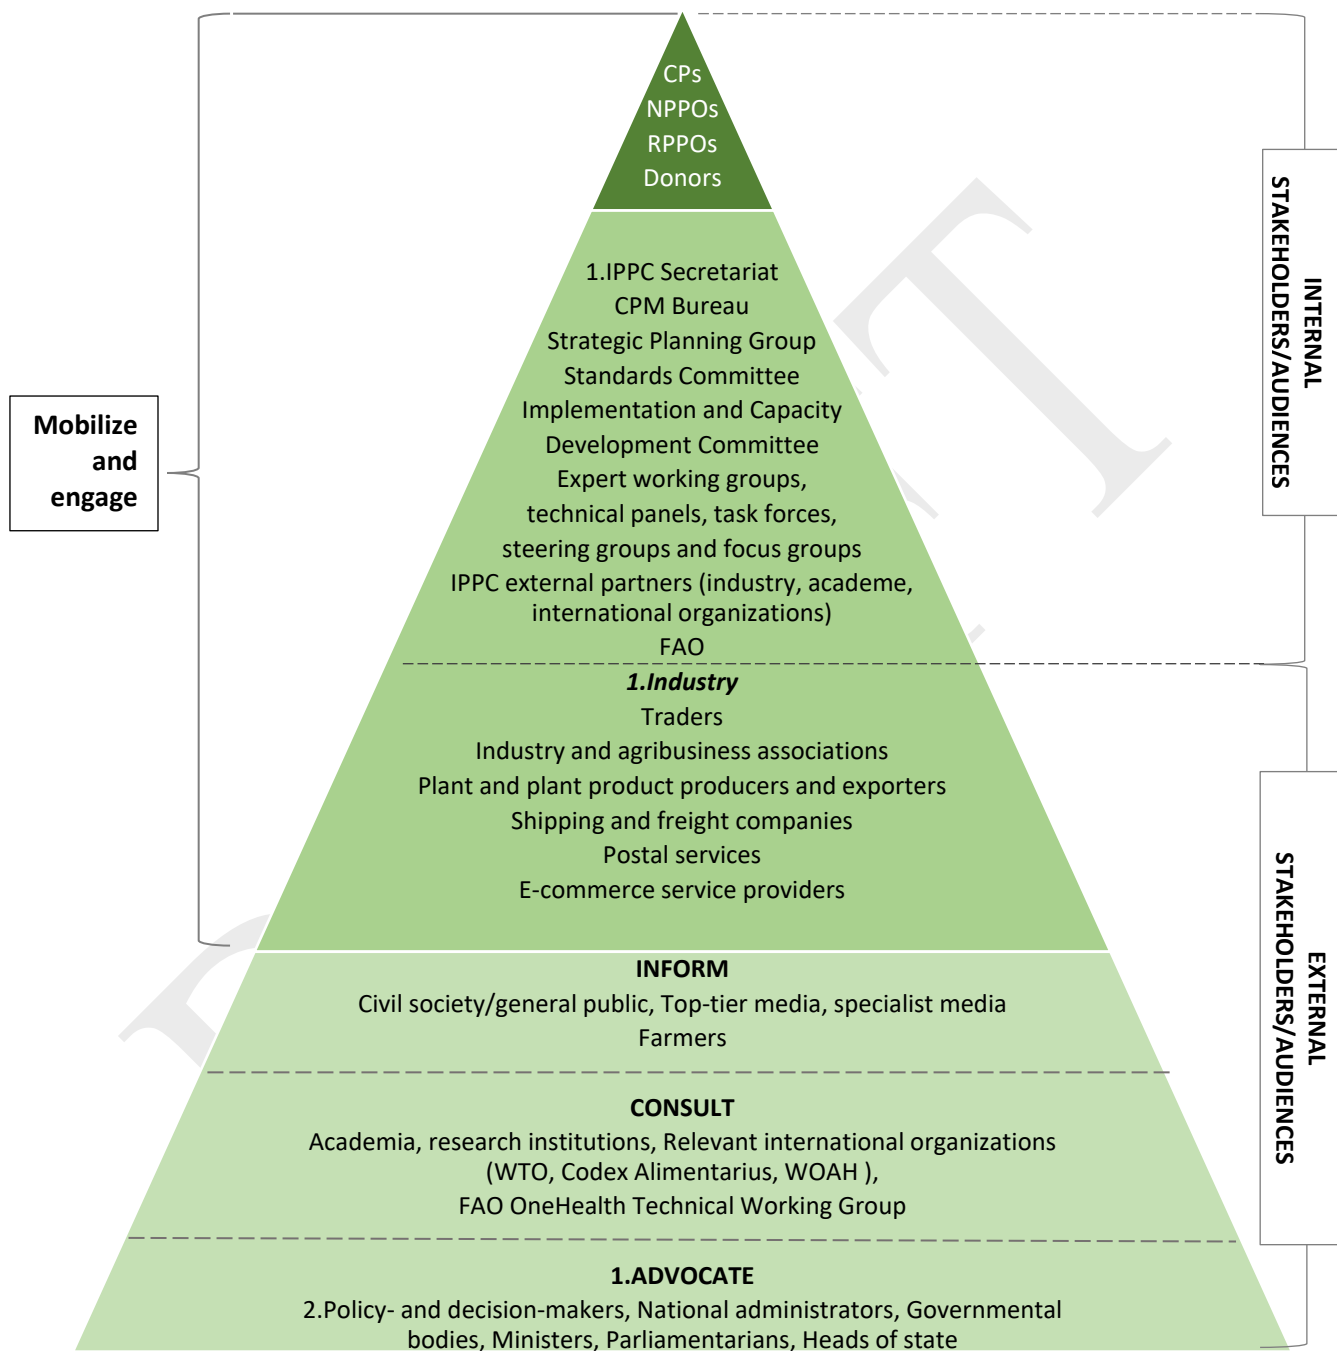 CPs
NPPOs
RPPOs
Donors
1.IPPC Secretariat
CPM Bureau
Strategic Planning Group
Standards Committee
Implementation and Capacity
Development Committee
Expert working groups,
technical panels, task forces,
steering groups and focus groups
IPPC external partners (industry, academe,
international organizations)
FAO
1.Industry
Traders
Industry and agribusiness associations
Plant and plant product producers and exporters
Shipping and freight companies
Postal services
E-commerce service providers
INFORM
Civil society/general public, Top-tier media, specialist media
Farmers
CONSULT
Academia, research institutions, Relevant international organizations
(WTO, Codex Alimentarius, WOAH ),
FAO OneHealth Technical Working Group
1.ADVOCATE
2.Policy- and decision-makers, National administrators, Governmental
bodies, Ministers, Parliamentarians, Heads of state
Mobilize
and
engage
INTERNAL
STAKEHOLDERS/AUDIENCES
EXTERNAL
STAKEHOLDERS/AUDIENCES